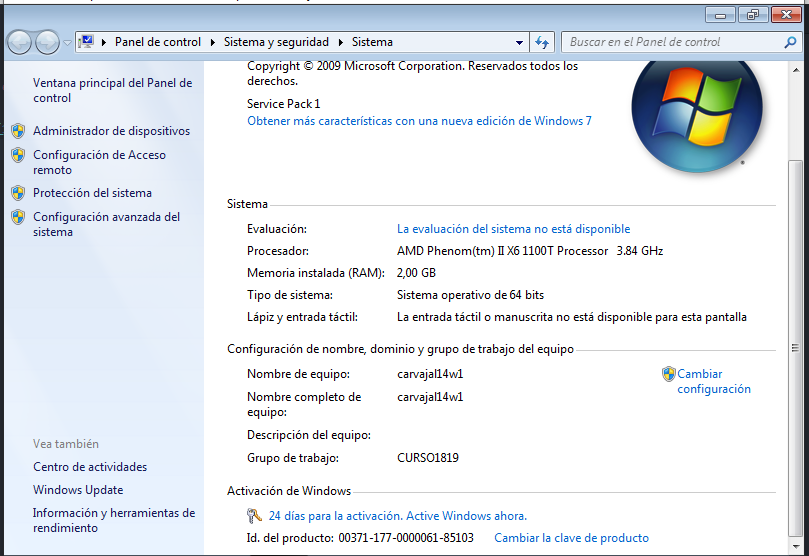 Panel de control
Sistema y seguridad
Sistema
Buscar en el Panel de control
Ventana principal del Panel de
control
Administrador de dispositivos
Configuración de Acceso
remoto
Protección del sistema
Configuración avanzada del
sistema
Vea también
Centro de actividades
Windows Update
Información y herramientas de
rendimiento
Copyright © 2009 Microsoft Corporation. Reservados todos los
derechos.
Service Pack 1
Obtener más características con una nueva edición de Windows 7
Sistema
Evaluación: La evaluación del sistema no está disponible
Procesador: AMD Phenom(tm) II X6 1100T Processor 3.84 GHz
Memoria instalada (RAM): 2,00 GB
Tipo de sistema: Sistema operativo de 64 bits
Lápiz y entrada táctil: La entrada táctil o manuscrita no está disponible para esta pantalla
Configuración de nombre, dominio y grupo de trabajo del equipo
Nombre de equipo: carvajal14w1
Cambiar
configuración
Nombre completo de
equipo: carvajal14w1
Descripción del equipo:
Grupo de trabajo: CURSO1819
Activación de Windows
24 días para la activación. Active Windows ahora.
Id. del producto: 00371-177-0000061-85103 Cambiar la clave de producto